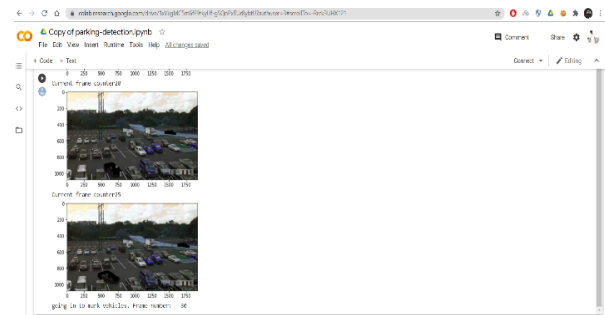 Copy of parking-detection.ipynb
Comment
Share
File Edit View Insert Runtime Tools Help All changes saved
+ Code + Text
Connect
Editing
0 250 500 750 1000 1250 1500 1750
Current frame counter20
0
200
400
600
800
1000
0 250 500 750 1000 1250 1500 1750
Current frame counter25
0
200
400
600
800
1000
0 250 500 750 1000 1250 1500 1750
going in to mark vehicles. Frame number: 30